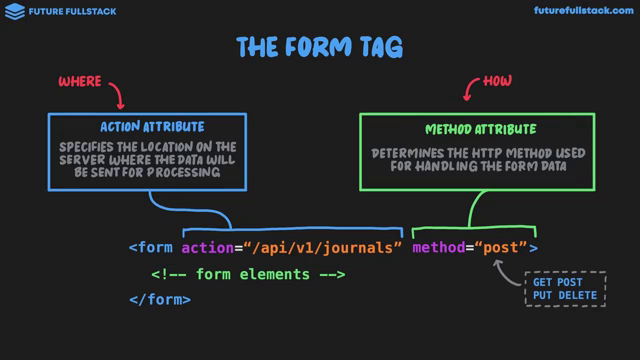 FUTURE FULLSTACK
futurefullstack.com
THE FORM TAG
WHERE
HOW
ACTION ATTRIBUTE
SPECIFIES THE LOCATION ON THE
SERVER WHERE THE DATA WILL
BE SENT FOR PROCESSING
METHOD ATTRIBUTE
DETERMINES THE HTTP METHOD USED
FOR HANDLING THE FORM DATA
<form action=“/api/v1/journals” method=“post”>
<!-- form elements -->
</form>
GET POST
PUT DELETE